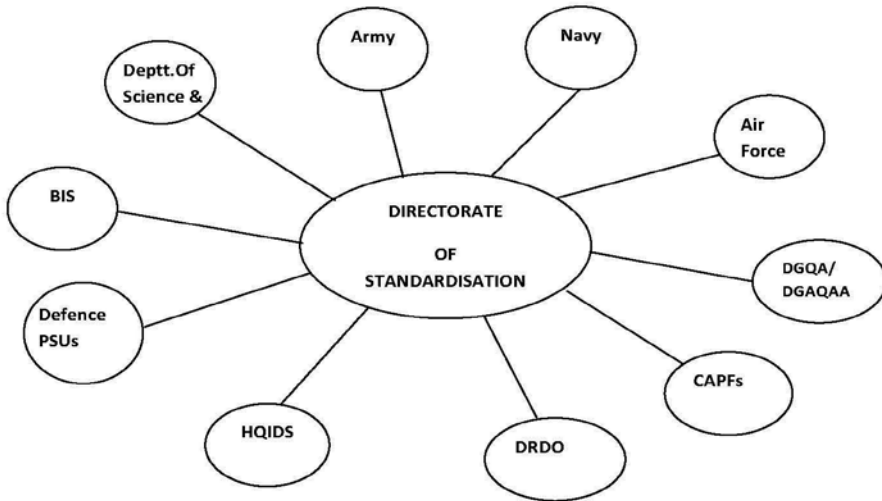 Army
Navy
Deptt.Of
Science &
Air
Force
BIS
DIRECTORATE
OF
STANDARDISATION
DGQA/
DGAQAA
Defence
PSUs
CAPFs
HQIDS
DRDO